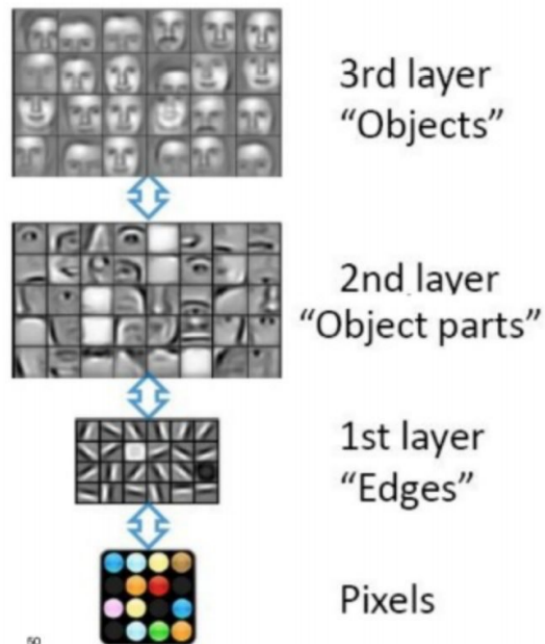 3rd layer
“Objects”
2nd layer
“Object parts”
1st layer
“Edges”
Pixels
50